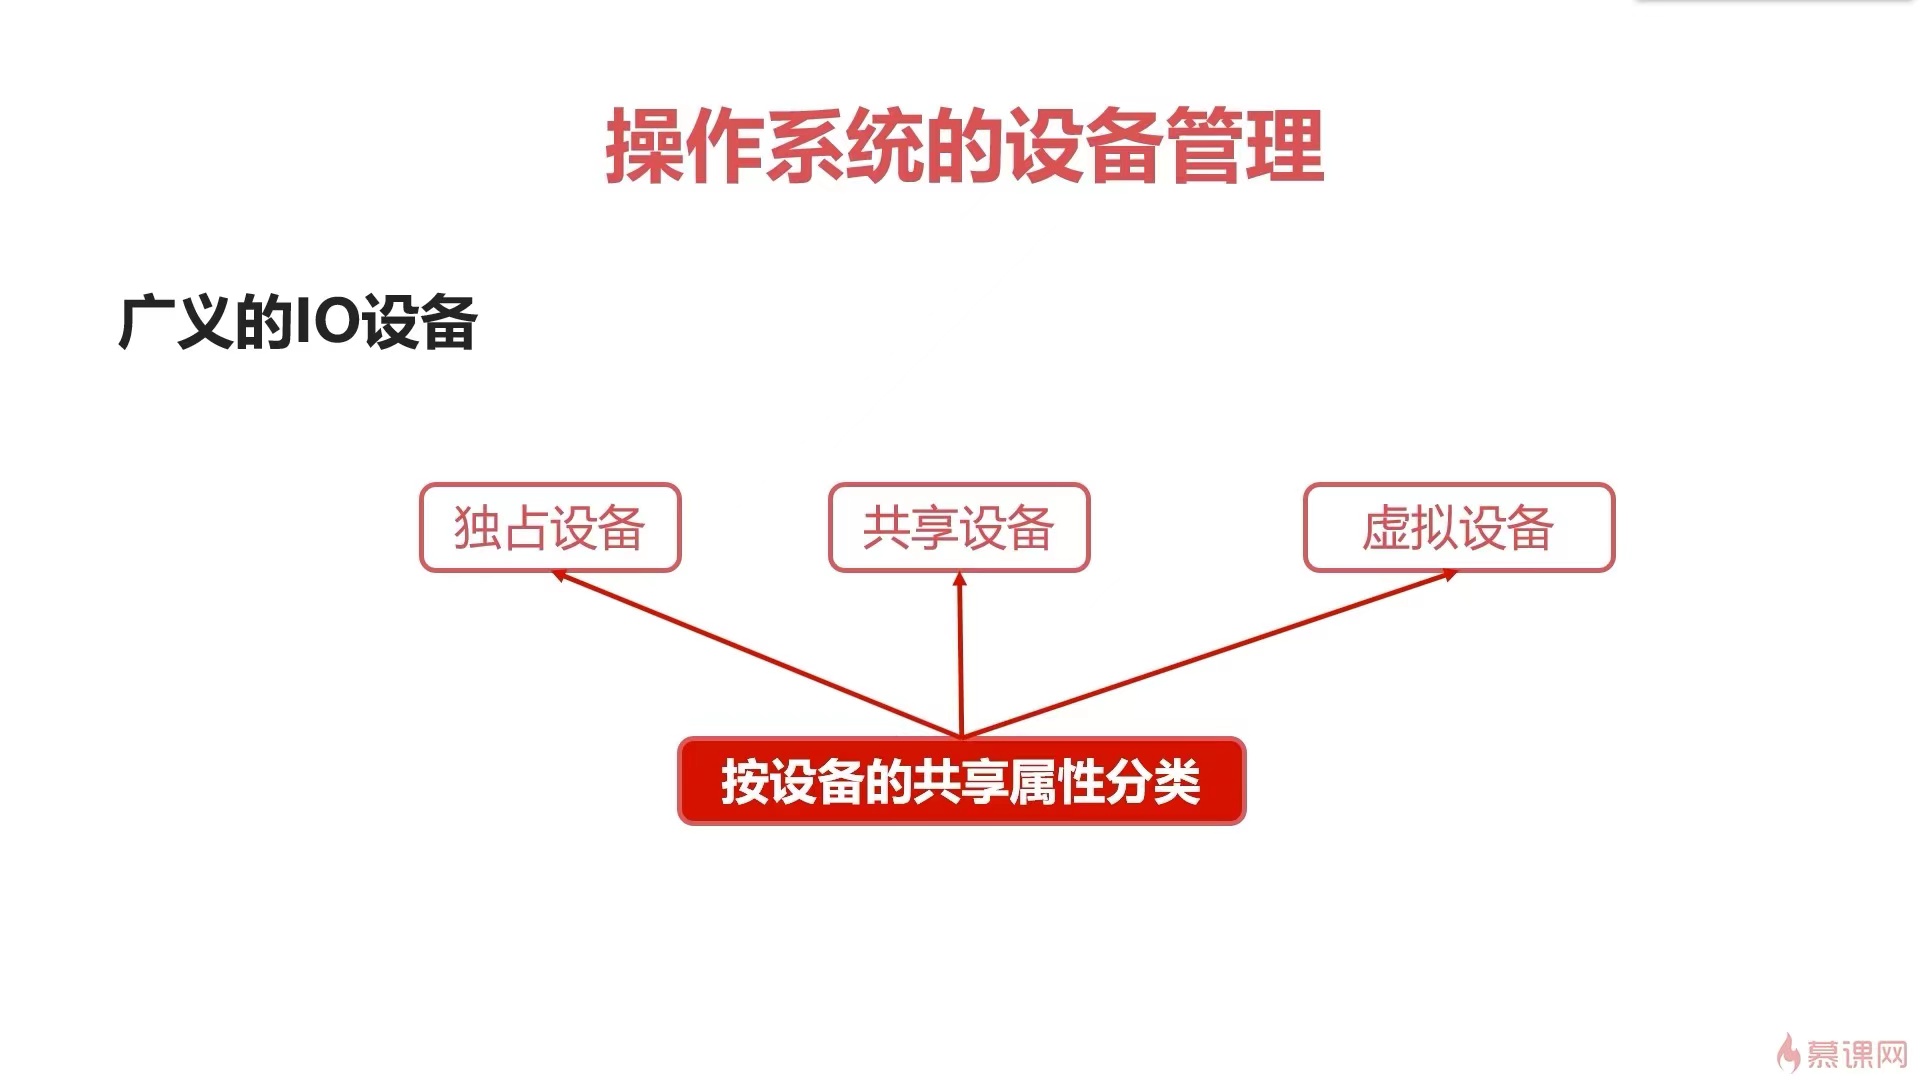 操作系统的设备管理
广义的IO设备
独占设备
共享设备
虚拟设备
按设备的共享属性分类
慕课网